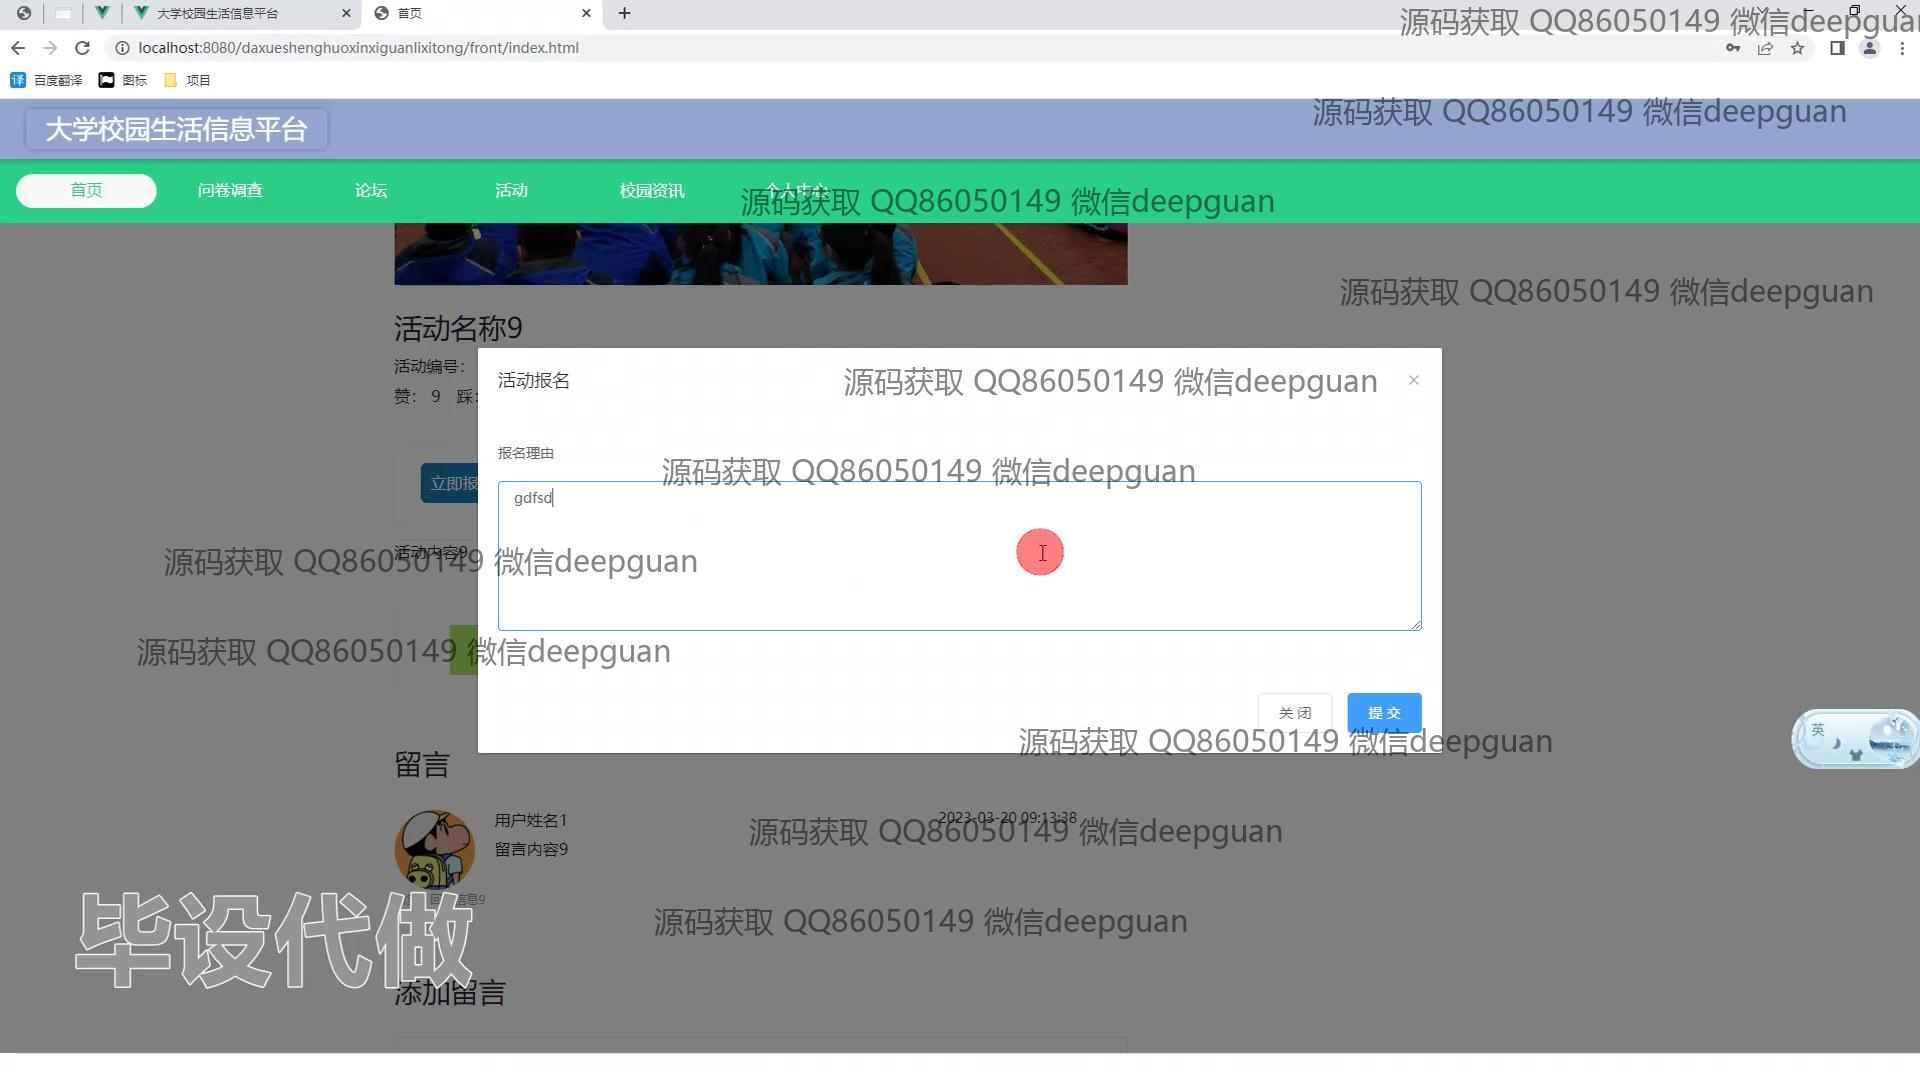 大学校园生活信息平台
首页
源码获取 QQ86050149 微信deepguan
localhost:8080/daxueshenghuoxinxiguanlixitong/front/index.html
译 百度翻译 图标 项目
大学校园生活信息平台
源码获取 QQ86050149 微信deepguan
首页 问卷调查 论坛 活动 校园资讯 个人中心
源码获取 QQ86050149 微信deepguan
源码获取 QQ86050149 微信deepguan
活动名称9
活动编号:
赞: 9 踩:
活动报名
源码获取 QQ86050149 微信deepguan
报名理由
源码获取 QQ86050149 微信deepguan
立即报
gdfsd
活动内容9
源码获取 QQ86050149 微信deepguan
源码获取 QQ86050149 微信deepguan
关闭 提交
英
源码获取 QQ86050149 微信deepguan
留言
用户姓名1
2023-03-20 09:13:38
源码获取 QQ86050149 微信deepguan
留言内容9
信息9
源码获取 QQ86050149 微信deepguan
毕设代做
添加留言